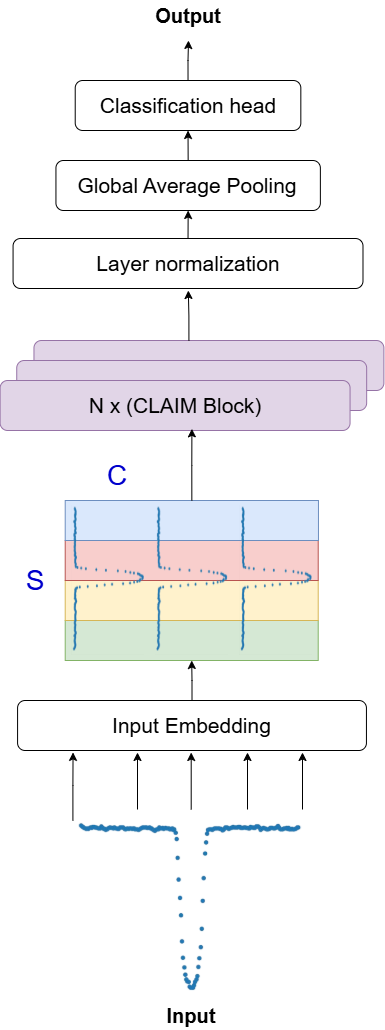 Output
Classification head
Global Average Pooling
Layer normalization
N x (CLAIM Block)
C
S
Input Embedding
Input